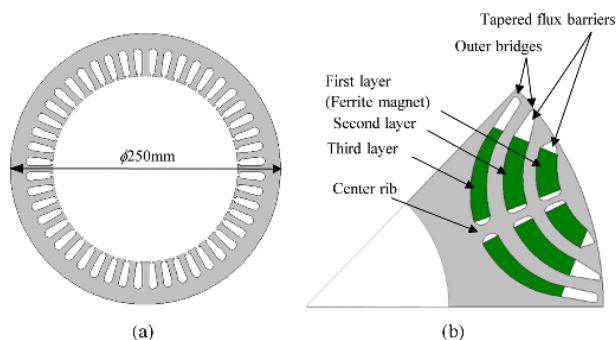 ϕ250mm
(a)
Tapered flux barriers
Outer bridges
First layer
(Ferrite magnet)
Second layer
Third layer
Center rib
(b)